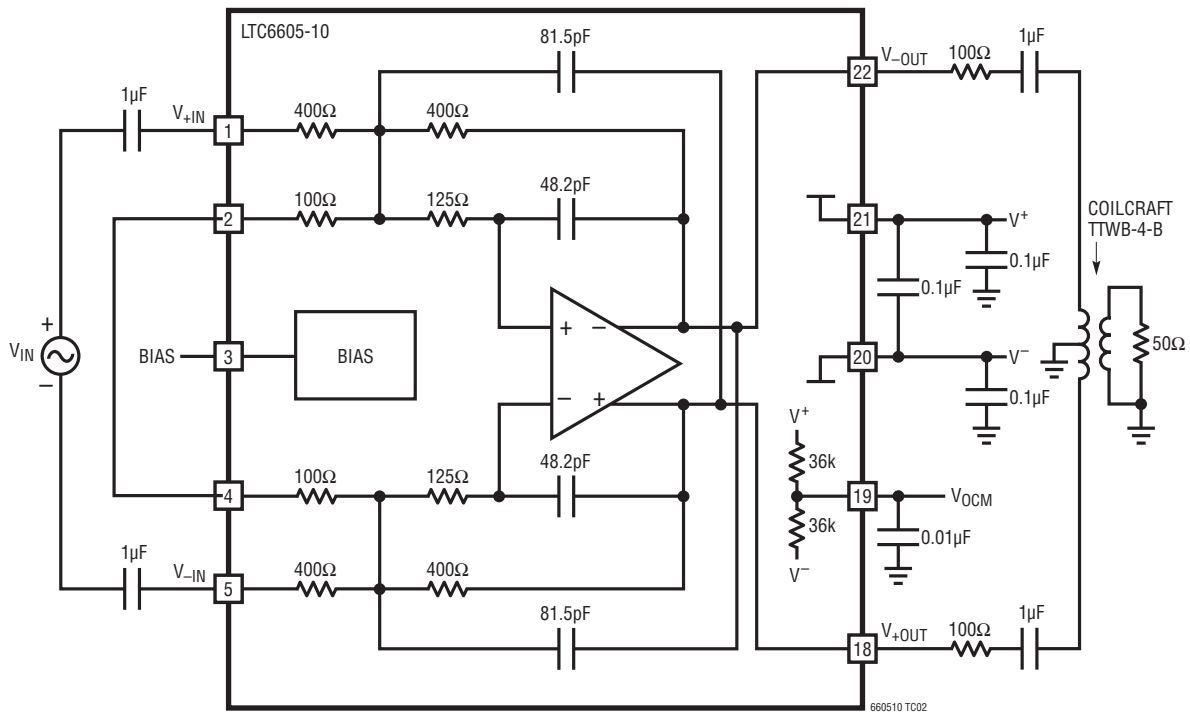 LTC6605-10
81.5pF
1µF
V+IN
1
400Ω
400Ω
22
V–OUT
100Ω
1µF
2
100Ω
125Ω
48.2pF
21
V+
0.1µF
0.1µF
COILCRAFT
TTWB-4-B
+
VIN
–
BIAS
3
BIAS
+
–
–
+
20
V–
0.1µF
50Ω
V+
36k
36k
V–
4
100Ω
125Ω
48.2pF
19
VOCM
0.01µF
1µF
V–IN
5
400Ω
400Ω
81.5pF
18
V+OUT
100Ω
1µF
660510 TC02